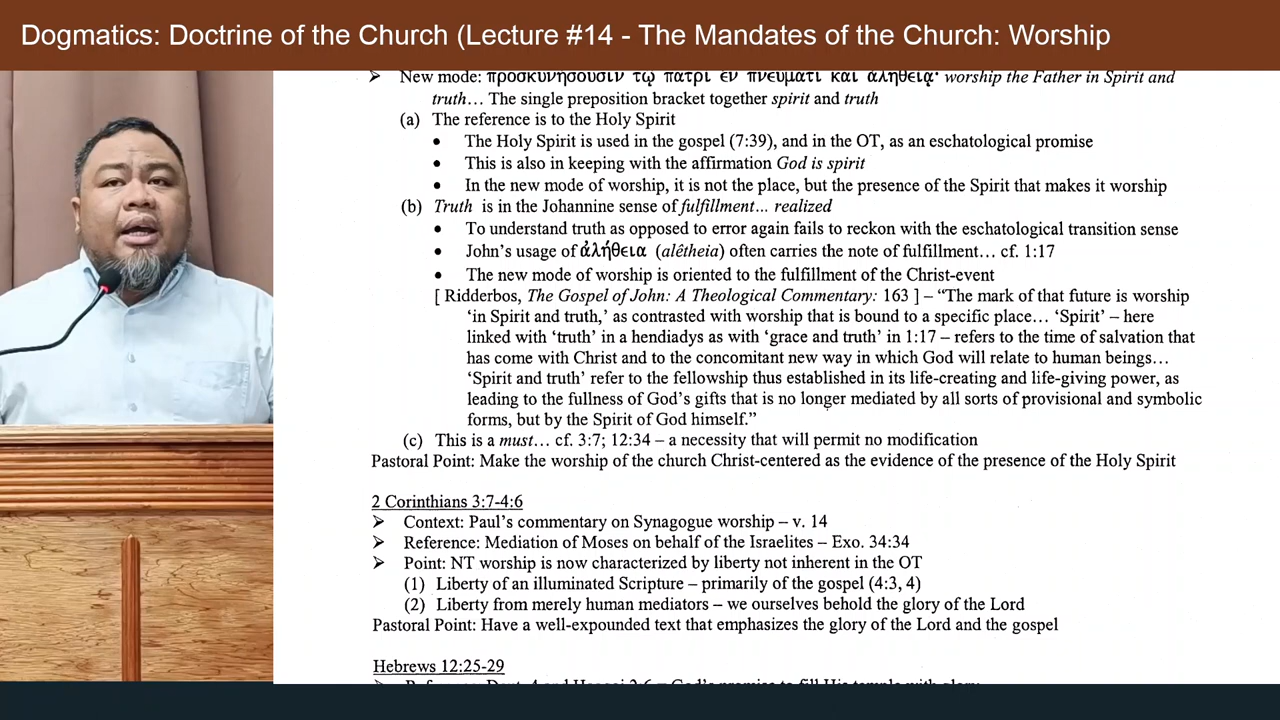 Dogmatics: Doctrine of the Church (Lecture #14 - The Mandates of the Church: Worship
➢ New mode: προσκυνήσουσιν τῷ πατρὶ ἐν πνεύματι καὶ ἀληθείᾳ· worship the Father in Spirit and
truth… The single preposition bracket together spirit and truth
(a) The reference is to the Holy Spirit
• The Holy Spirit is used in the gospel (7:39), and in the OT, as an eschatological promise
• This is also in keeping with the affirmation God is spirit
• In the new mode of worship, it is not the place, but the presence of the Spirit that makes it worship
(b) Truth is in the Johannine sense of fulfillment… realized
• To understand truth as opposed to error again fails to reckon with the eschatological transition sense
• John's usage of ἀλήθεια (alêtheia) often carries the note of fulfillment… cf. 1:17
• The new mode of worship is oriented to the fulfillment of the Christ-event
[ Ridderbos, The Gospel of John: A Theological Commentary: 163 ] – “The mark of that future is worship
‘in Spirit and truth,’ as contrasted with worship that is bound to a specific place… ‘Spirit’ – here
linked with ‘truth’ in a hendiadys as with ‘grace and truth’ in 1:17 – refers to the time of salvation that
has come with Christ and to the concomitant new way in which God will relate to human beings…
‘Spirit and truth’ refer to the fellowship thus established in its life-creating and life-giving power, as
leading to the fullness of God’s gifts that is no longer mediated by all sorts of provisional and symbolic
forms, but by the Spirit of God himself.”
(c) This is a must… cf. 3:7; 12:34 – a necessity that will permit no modification
Pastoral Point: Make the worship of the church Christ-centered as the evidence of the presence of the Holy Spirit
2 Corinthians 3:7-4:6
➢ Context: Paul’s commentary on Synagogue worship – v. 14
➢ Reference: Mediation of Moses on behalf of the Israelites – Exo. 34:34
➢ Point: NT worship is now characterized by liberty not inherent in the OT
(1) Liberty of an illuminated Scripture – primarily of the gospel (4:3, 4)
(2) Liberty from merely human mediators – we ourselves behold the glory of the Lord
Pastoral Point: Have a well-expounded text that emphasizes the glory of the Lord and the gospel
Hebrews 12:25-29